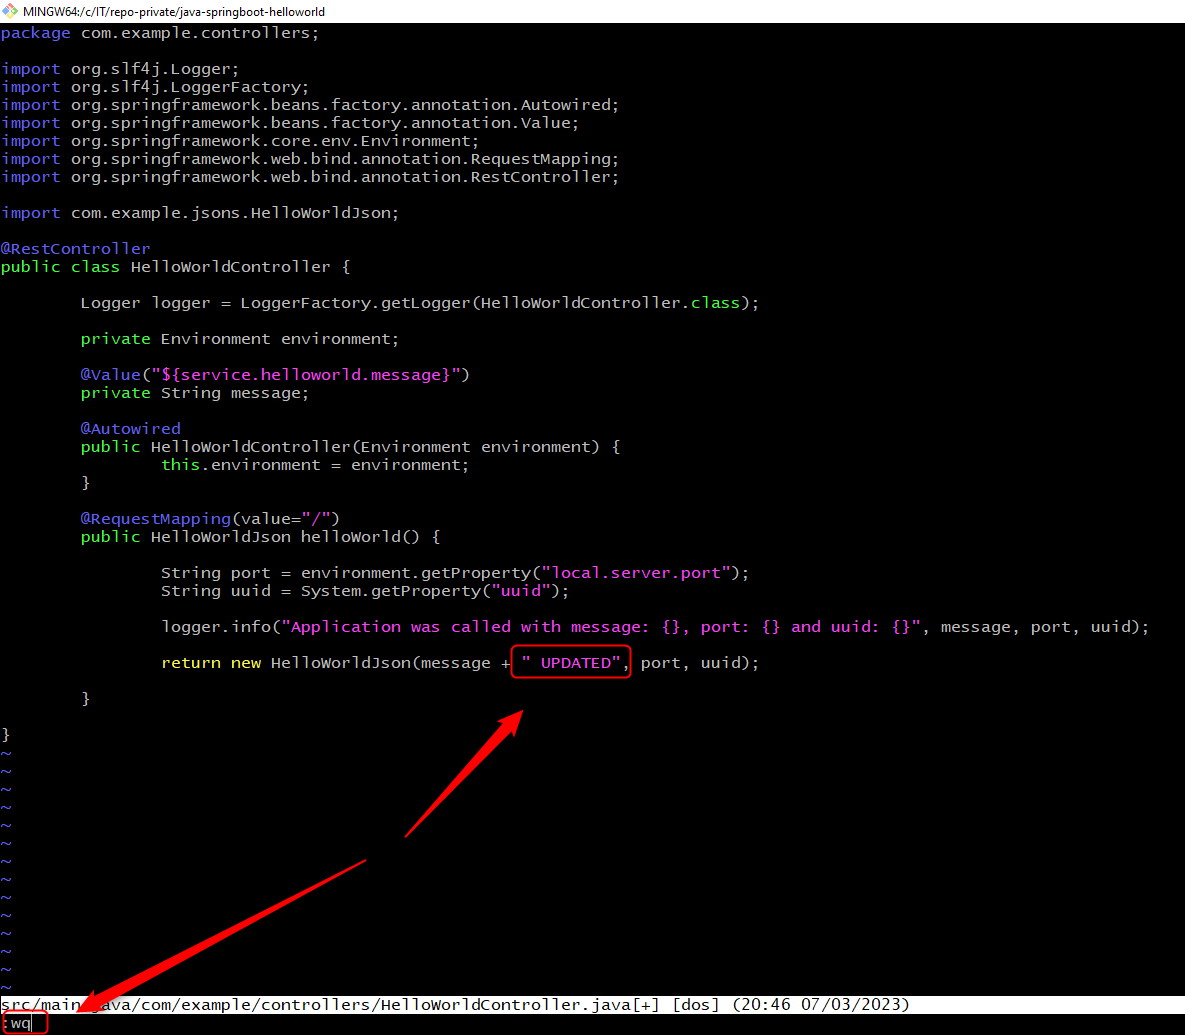 MINGW64:/c/IT/repo-private/java-springboot-helloworld
package com.example.controllers;
import org.slf4j.Logger;
import org.slf4j.LoggerFactory;
import org.springframework.beans.factory.annotation.Autowired;
import org.springframework.beans.factory.annotation.Value;
import org.springframework.core.env.Environment;
import org.springframework.web.bind.annotation.RequestMapping;
import org.springframework.web.bind.annotation.RestController;
import com.example.jsons.HelloWorldJson;
@RestController
public class HelloWorldController {
Logger logger = LoggerFactory.getLogger(HelloWorldController.class);
private Environment environment;
@Value("${service.helloworld.message}")
private String message;
@Autowired
public HelloWorldController(Environment environment) {
this.environment = environment;
}
@RequestMapping(value="/")
public HelloWorldJson helloWorld() {
String port = environment.getProperty("local.server.port");
String uuid = System.getProperty("uuid");
logger.info("Application was called with message: {}, port: {} and uuid: {}", message, port, uuid);
return new HelloWorldJson(message + " UPDATED", port, uuid);
}
}
~
~
~
~
~
~
~
~
~
~
~
~
~
~
src/main/java/com/example/controllers/HelloWorldController.java[+] [dos] (20:46 07/03/2023)
:wq